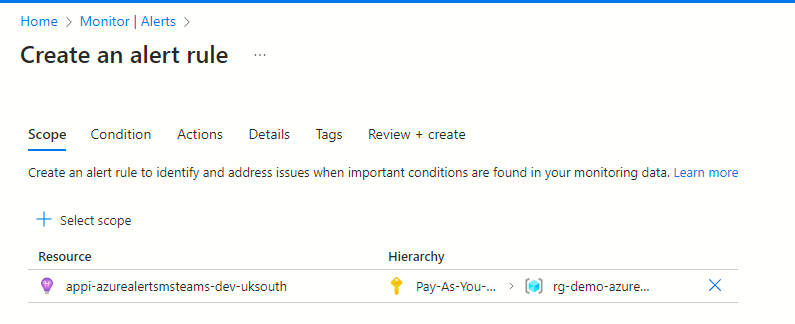 Home > Monitor | Alerts >
Create an alert rule ...
Scope Condition Actions Details Tags Review + create
Create an alert rule to identify and address issues when important conditions are found in your monitoring data. Learn more
+ Select scope
Resource Hierarchy
appi-azurealertsmsteams-dev-uksouth Pay-As-You-... > rg-demo-azure...